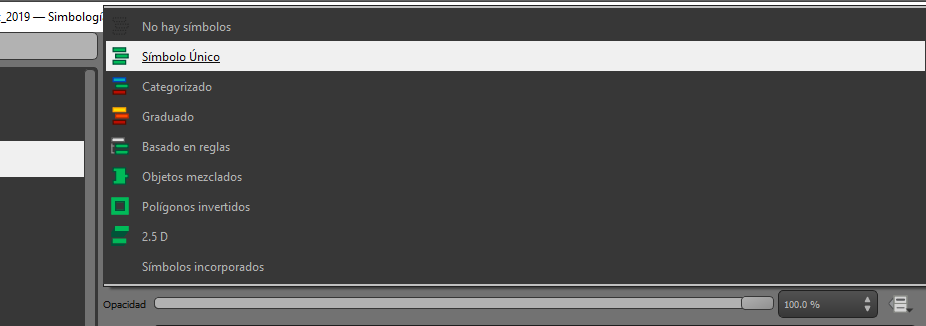 _2019 — Simbologí
No hay símbolos
Símbolo Único
Categorizado
Graduado
Basado en reglas
Objetos mezclados
Polígonos invertidos
2.5 D
Símbolos incorporados
Opacidad
100.0 %